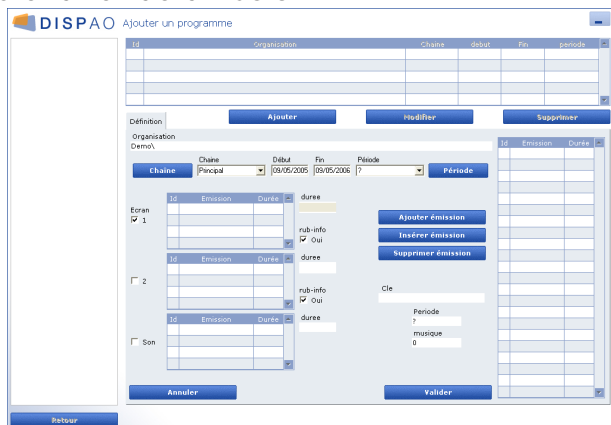 DISPAO Ajouter un programme
Id Organisation Chaine debut Fin periode
Ajouter Modifier Supprimer
Définition
Organisation
Demo\
Id Emission Durée
Chaine Début Fin Période
Chaine Principal 09/05/2005 09/05/2006 ? Période
Id Emission Durée duree
Ecran
1
Ajouter émission
rub-info
Oui
Insérer émission
Supprimer émission
Id Emission Durée duree
2
rub-info
Oui
Cle
Id Emission Durée duree
Periode
?
musique
0
Son
Annuler Valider
Retour